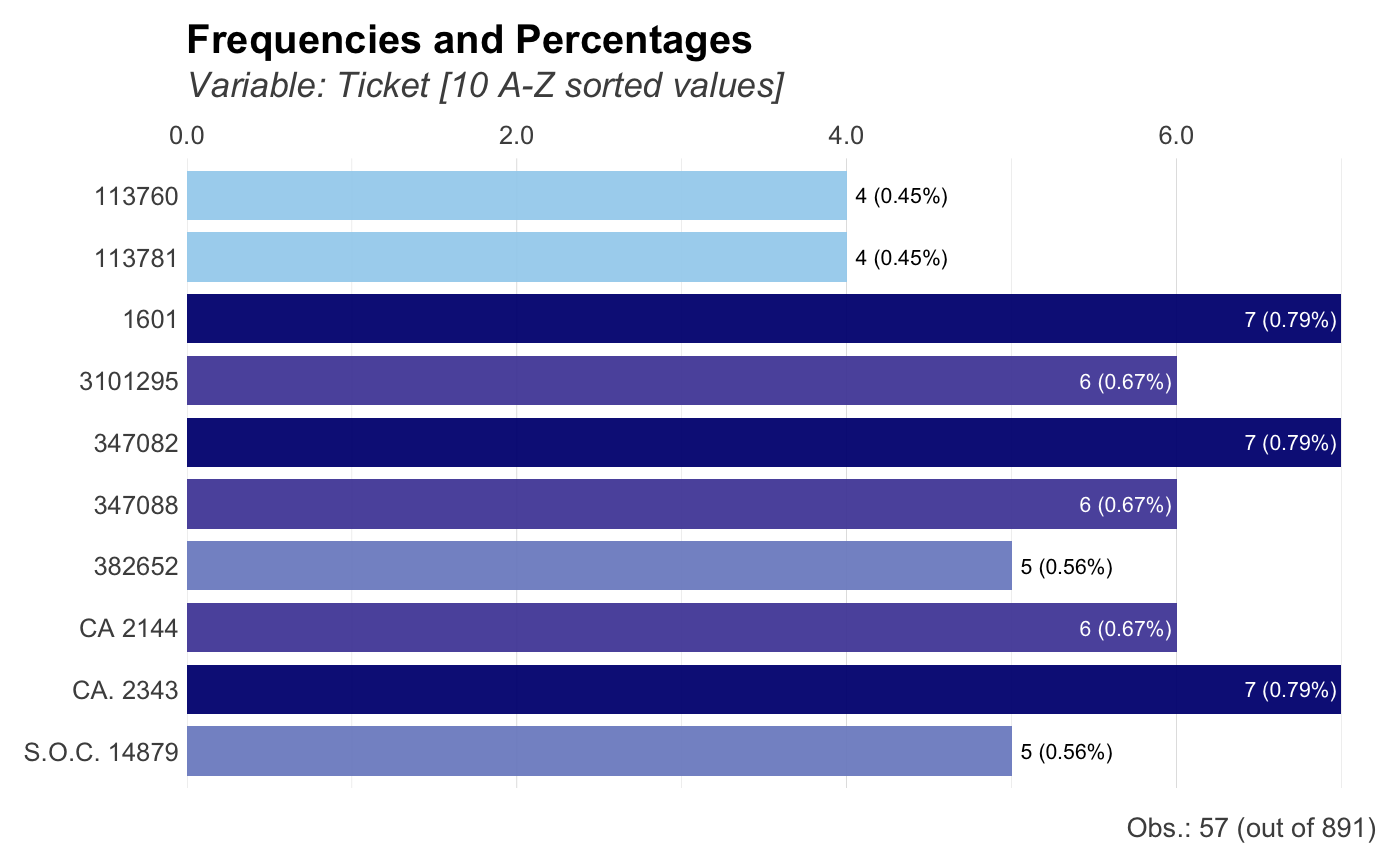 Frequencies and Percentages
Variable: Ticket [10 A-Z sorted values]
0.0 2.0 4.0 6.0
113760 4 (0.45%)
113781 4 (0.45%)
1601 7 (0.79%)
3101295 6 (0.67%)
347082 7 (0.79%)
347088 6 (0.67%)
382652 5 (0.56%)
CA 2144 6 (0.67%)
CA. 2343 7 (0.79%)
S.O.C. 14879 5 (0.56%)
Obs.: 57 (out of 891)